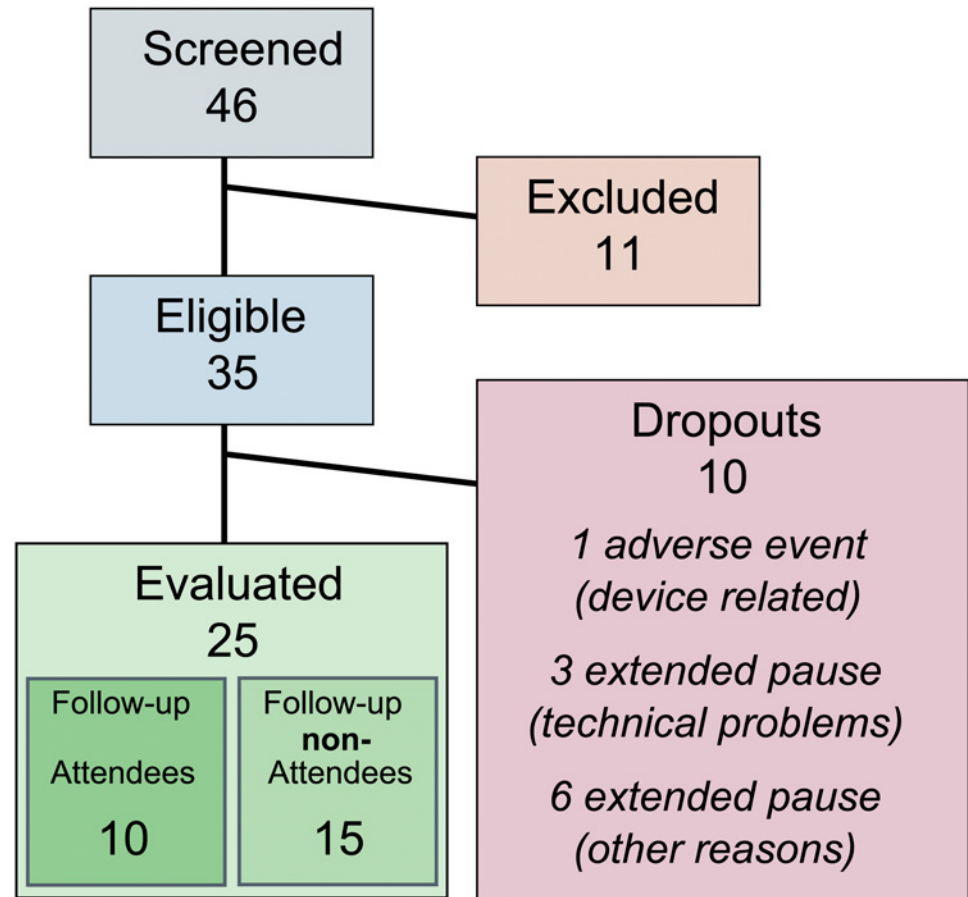 Screened
46
Excluded
11
Eligible
35
Dropouts
10
1 adverse event
(device related)
3 extended pause
(technical problems)
6 extended pause
(other reasons)
Evaluated
25
Follow-up
Attendees
10
Follow-up
non-
Attendees
15